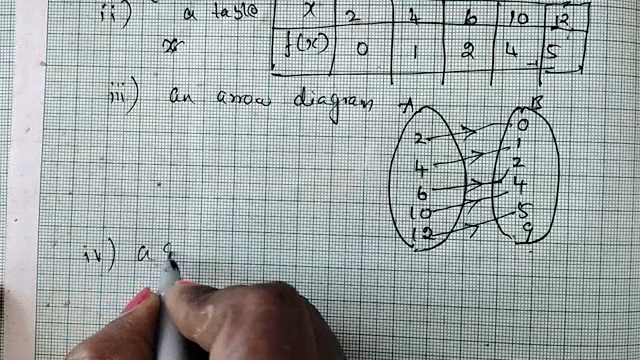 ii) a table x 2 4 6 10 12
f(x) 0 1 2 4 5
iii) an arrow diagram
A B
2 0
4 1
6 2
10 4
12 5
9
iv) a